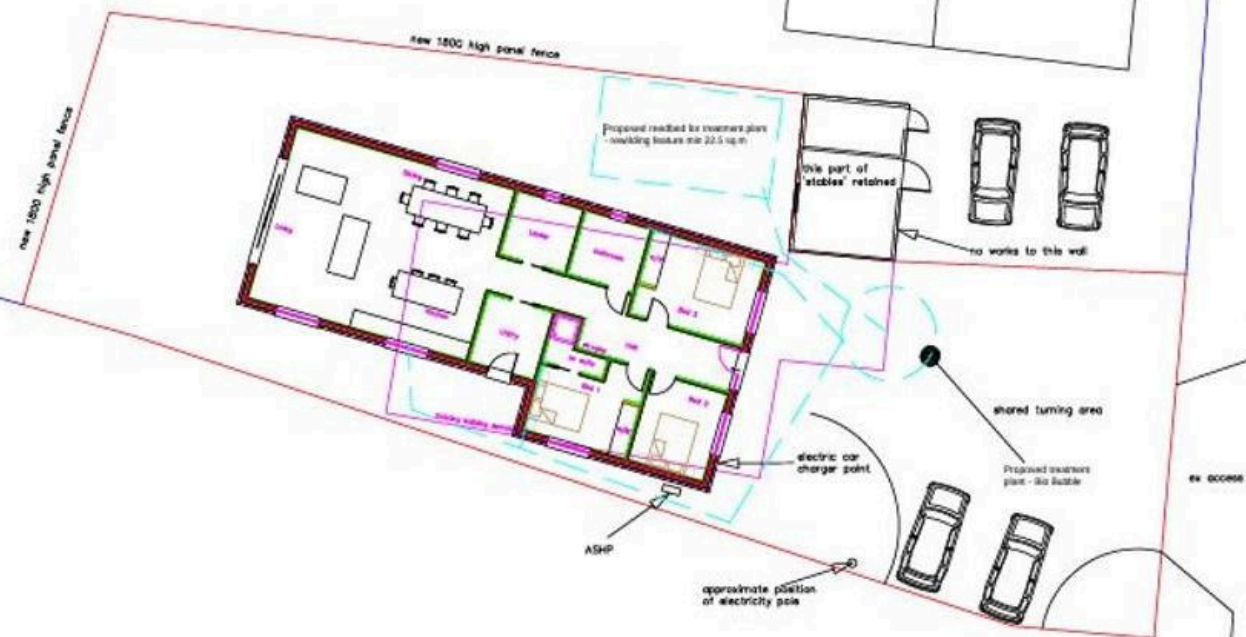 new 1800 high panel fence
new 1800 high panel fence
Proposed reedbed for treatment plant
- rewilding feature min 22.5 sq.m
this part of
'stables' retained
no works to this wall
Dining
Living
Kitchen
Utility
Bed 1
Bed 2
Bed 3
shared turning area
electric car
charger point
Proposed treatment
plant - Bio Bubble
ex access
ASHP
approximate position
of electricity pole